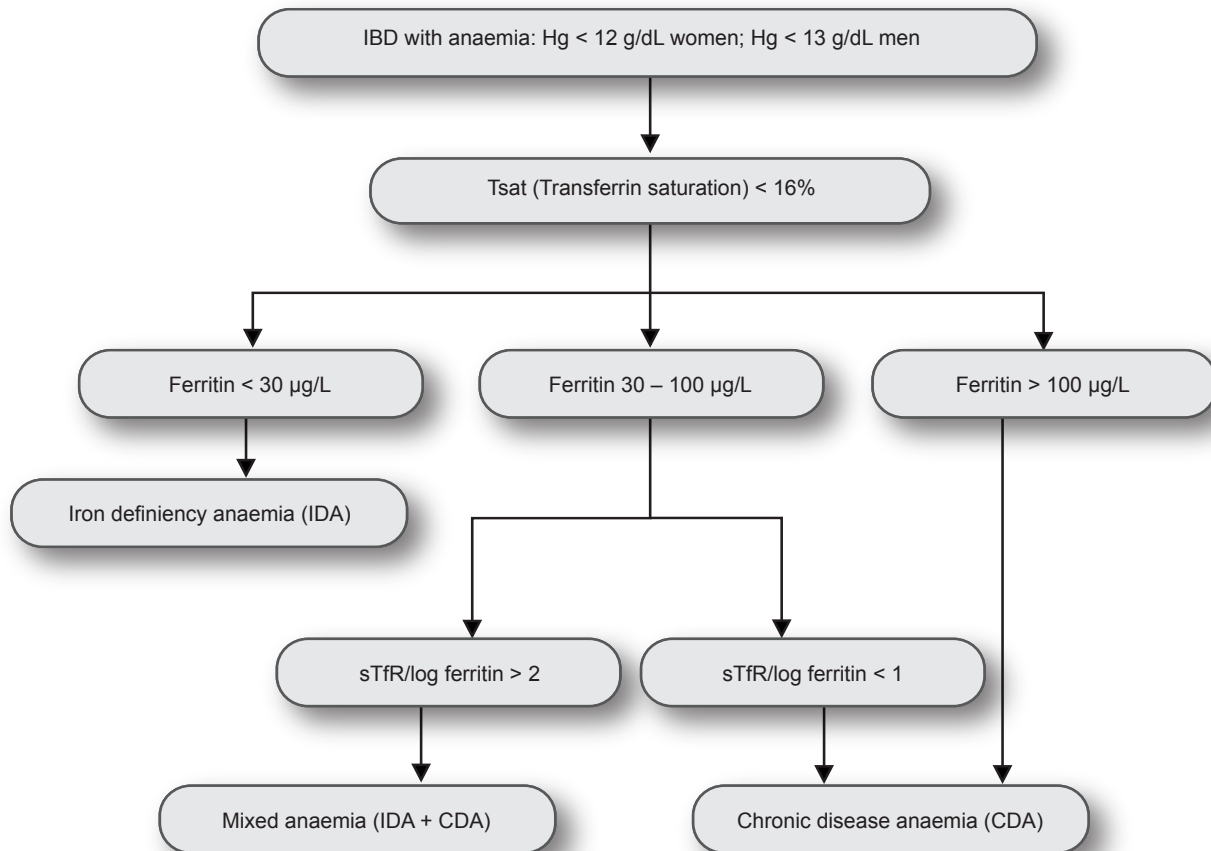 IBD with anaemia: Hg < 12 g/dL women; Hg < 13 g/dL men
Tsat (Transferrin saturation) < 16%
Ferritin < 30 µg/L
Ferritin 30 – 100 µg/L
Ferritin > 100 µg/L
Iron definiency anaemia (IDA)
sTfR/log ferritin > 2
sTfR/log ferritin < 1
Mixed anaemia (IDA + CDA)
Chronic disease anaemia (CDA)